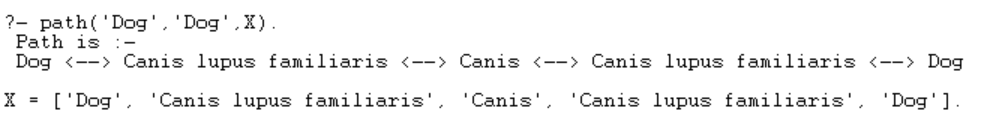 ?- path('Dog','Dog',X).
Path is :-
Dog <--> Canis lupus familiaris <--> Canis <--> Canis lupus familiaris <--> Dog
X = ['Dog', 'Canis lupus familiaris', 'Canis', 'Canis lupus familiaris', 'Dog'].